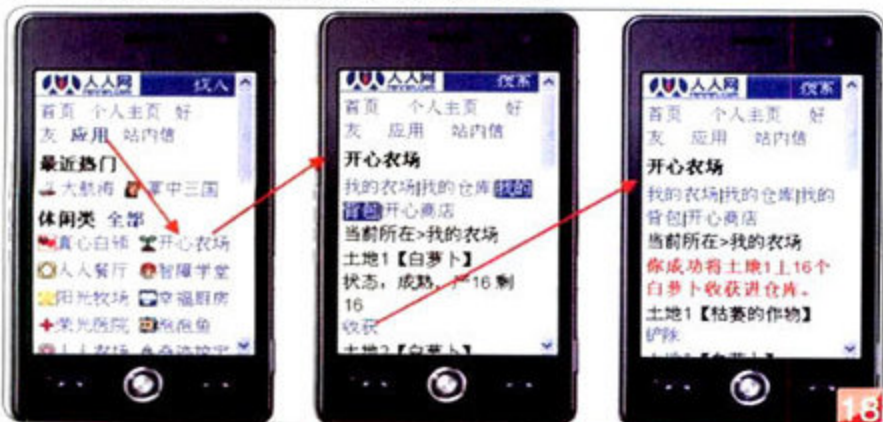 人人网 找人
首页 个人主页 好
友 应用 站内信
最近热门
大航海 掌中三国
休闲类 全部
真心白领 开心农场
人人餐厅 智障学堂
阳光牧场 幸福厨房
荣光医院 泡泡鱼
人人网 搜索
首页 个人主页 好
友 应用 站内信
开心农场
我的农场|我的仓库|我的
背包|开心商店
当前所在>我的农场
土地1【白萝卜】
状态，成熟，产16 剩
16
收获
土地2【白萝卜】
人人网 搜索
首页 个人主页 好
友 应用 站内信
开心农场
我的农场|我的仓库|我的
背包|开心商店
当前所在>我的农场
你成功将土地1上16个
白萝卜收获进仓库。
土地1【枯萎的作物】
铲除
18